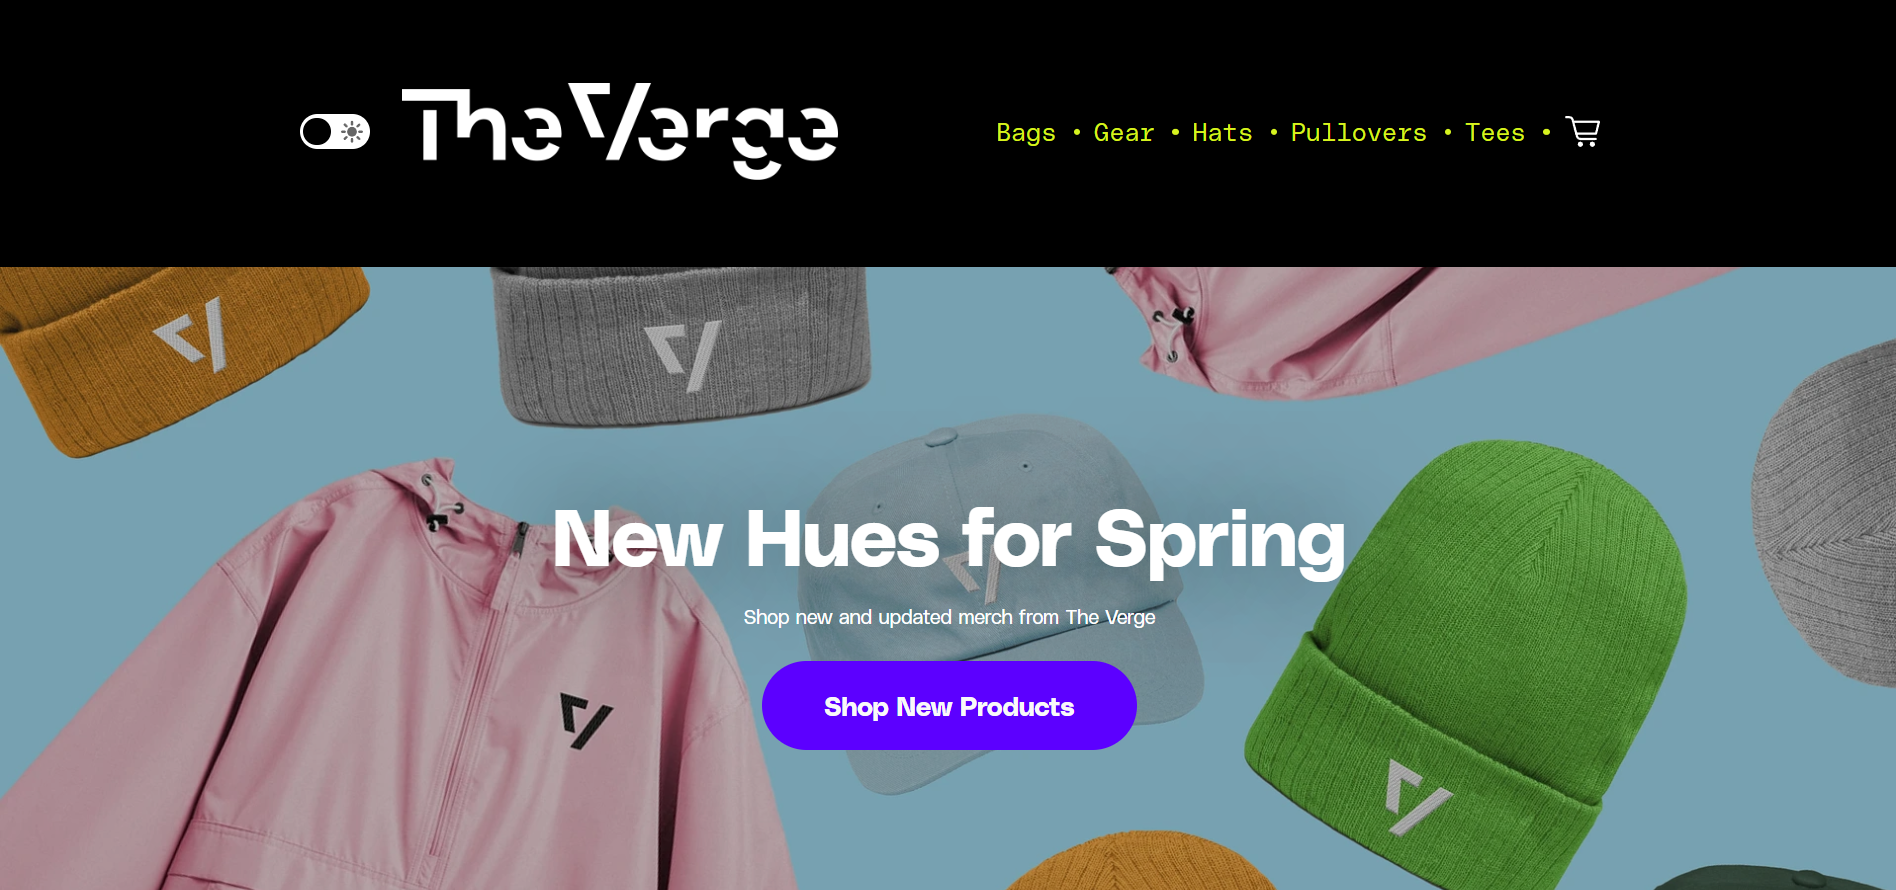 The Verge
Bags • Gear • Hats • Pullovers • Tees •
New Hues for Spring
Shop new and updated merch from The Verge
Shop New Products